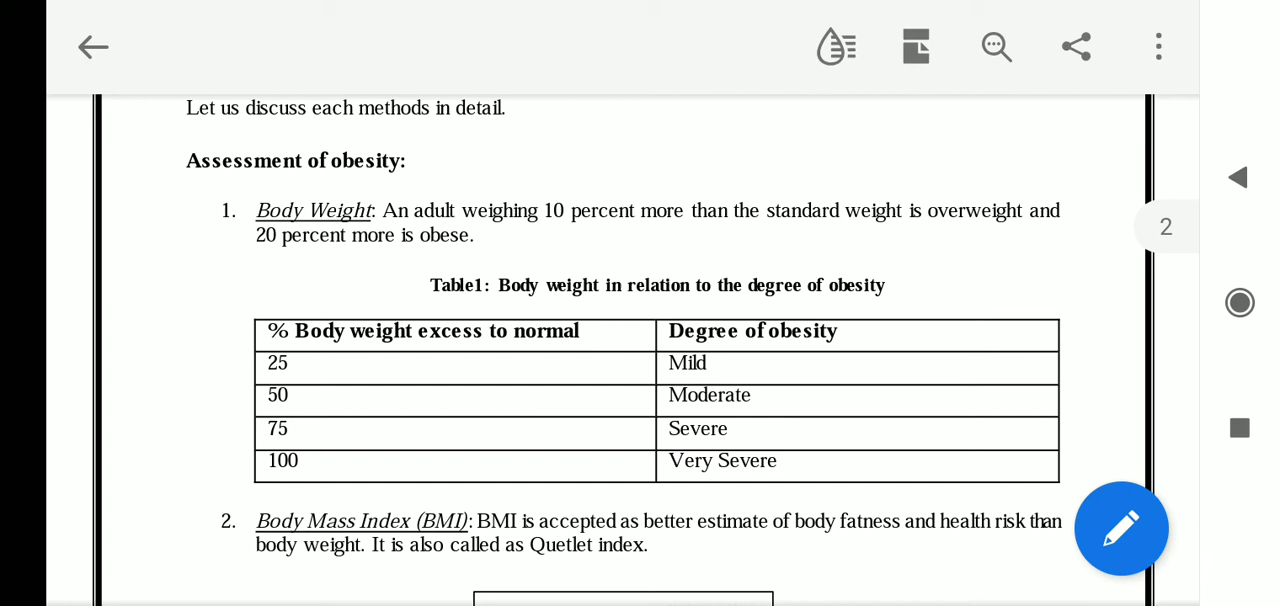 Let us discuss each methods in detail.
Assessment of obesity:
1. Body Weight: An adult weighing 10 percent more than the standard weight is overweight and
20 percent more is obese.
2
Table1: Body weight in relation to the degree of obesity
% Body weight excess to normal Degree of obesity
25 Mild
50 Moderate
75 Severe
100 Very Severe
2. Body Mass Index (BMI): BMI is accepted as better estimate of body fatness and health risk than
body weight. It is also called as Quetlet index.